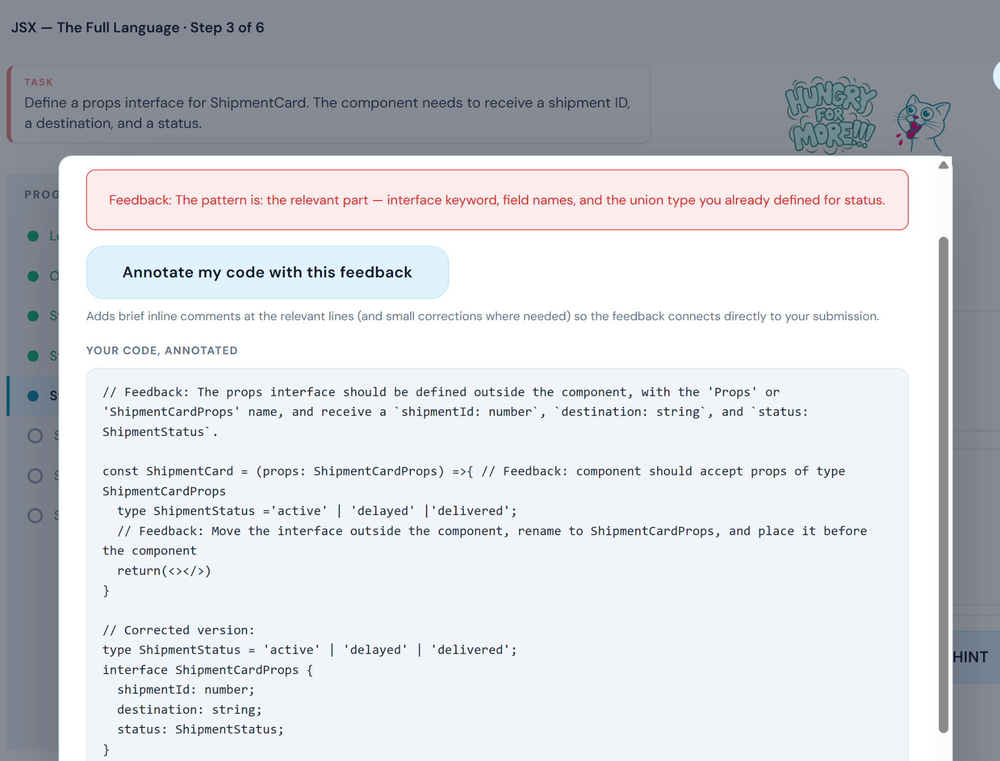 JSX — The Full Language · Step 3 of 6
TASK
Define a props interface for ShipmentCard. The component needs to receive a shipment ID,
a destination, and a status.
HUNGRY
FOR
MORE!!!
Feedback: The pattern is: the relevant part — interface keyword, field names, and the union type you already defined for status.
Annotate my code with this feedback
Adds brief inline comments at the relevant lines (and small corrections where needed) so the feedback connects directly to your submission.
YOUR CODE, ANNOTATED
// Feedback: The props interface should be defined outside the component, with the 'Props' or
'ShipmentCardProps' name, and receive a `shipmentId: number`, `destination: string`, and `status:
ShipmentStatus`.
const ShipmentCard = (props: ShipmentCardProps) =>{ // Feedback: component should accept props of type
ShipmentCardProps
type ShipmentStatus ='active' | 'delayed' |'delivered';
// Feedback: Move the interface outside the component, rename to ShipmentCardProps, and place it before
the component
return(<></>)
}
// Corrected version:
type ShipmentStatus = 'active' | 'delayed' | 'delivered';
interface ShipmentCardProps {
shipmentId: number;
destination: string;
status: ShipmentStatus;
}
HINT